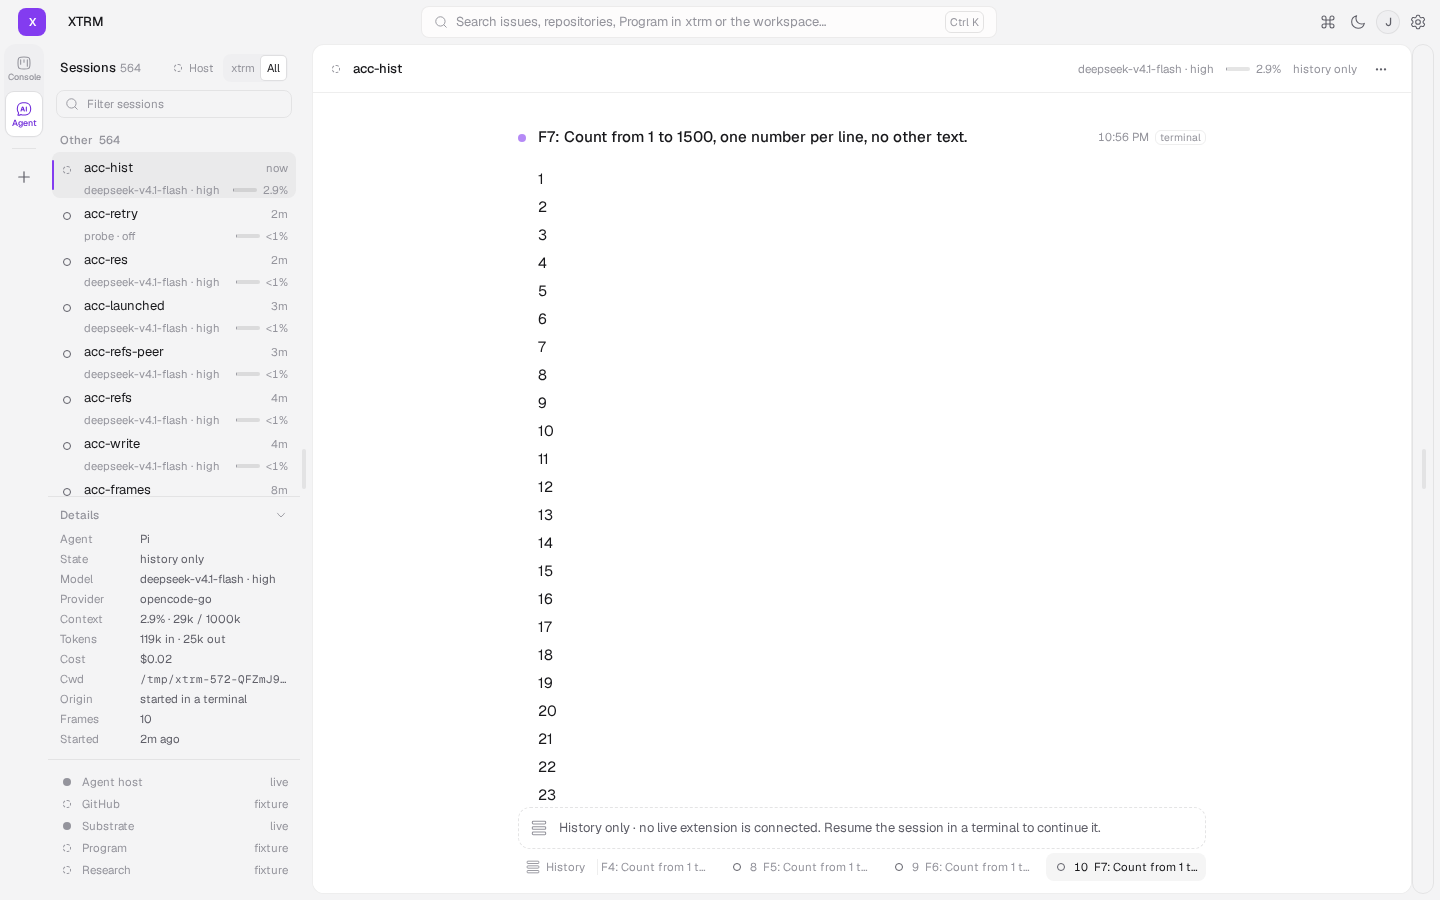 X
XTRM
Search issues, repositories, Program in xtrm or the workspace...
Ctrl K
J
Console
Agent
AI
Sessions 564
Host
xtrm
All
Filter sessions
Other 564
acc-hist
now
deepseek-v4.1-flash · high
2.9%
acc-retry
2m
probe · off
<1%
acc-res
2m
deepseek-v4.1-flash · high
<1%
acc-launched
3m
deepseek-v4.1-flash · high
<1%
acc-refs-peer
3m
deepseek-v4.1-flash · high
<1%
acc-refs
4m
deepseek-v4.1-flash · high
<1%
acc-write
4m
deepseek-v4.1-flash · high
<1%
acc-frames
8m
Details
Agent Pi
State history only
Model deepseek-v4.1-flash · high
Provider opencode-go
Context 2.9% · 29k / 1000k
Tokens 119k in · 25k out
Cost $0.02
Cwd /tmp/xtrm-572-QFZmJ9…
Origin started in a terminal
Frames 10
Started 2m ago
Agent host live
GitHub fixture
Substrate live
Program fixture
Research fixture
acc-hist
deepseek-v4.1-flash · high
2.9%
history only
F7: Count from 1 to 1500, one number per line, no other text.
10:56 PM
terminal
1
2
3
4
5
6
7
8
9
10
11
12
13
14
15
16
17
18
19
20
21
22
23
History only · no live extension is connected. Resume the session in a terminal to continue it.
History
F4: Count from 1 t…
8 F5: Count from 1 t…
9 F6: Count from 1 t…
10 F7: Count from 1 t…